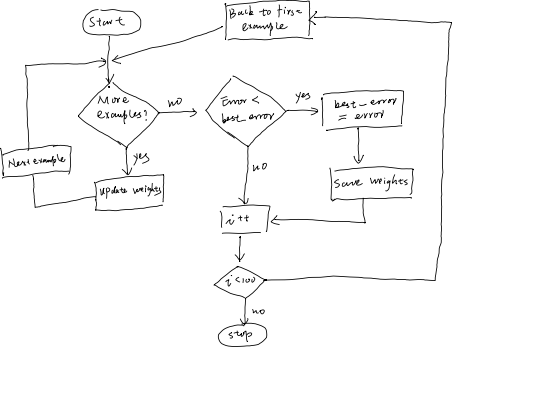 Start
Back to first
example
More
examples?
no
Error <
best_error
yes
best_error
= error
yes
no
Next example
update weights
Save weights
i++
i<100
no
stop